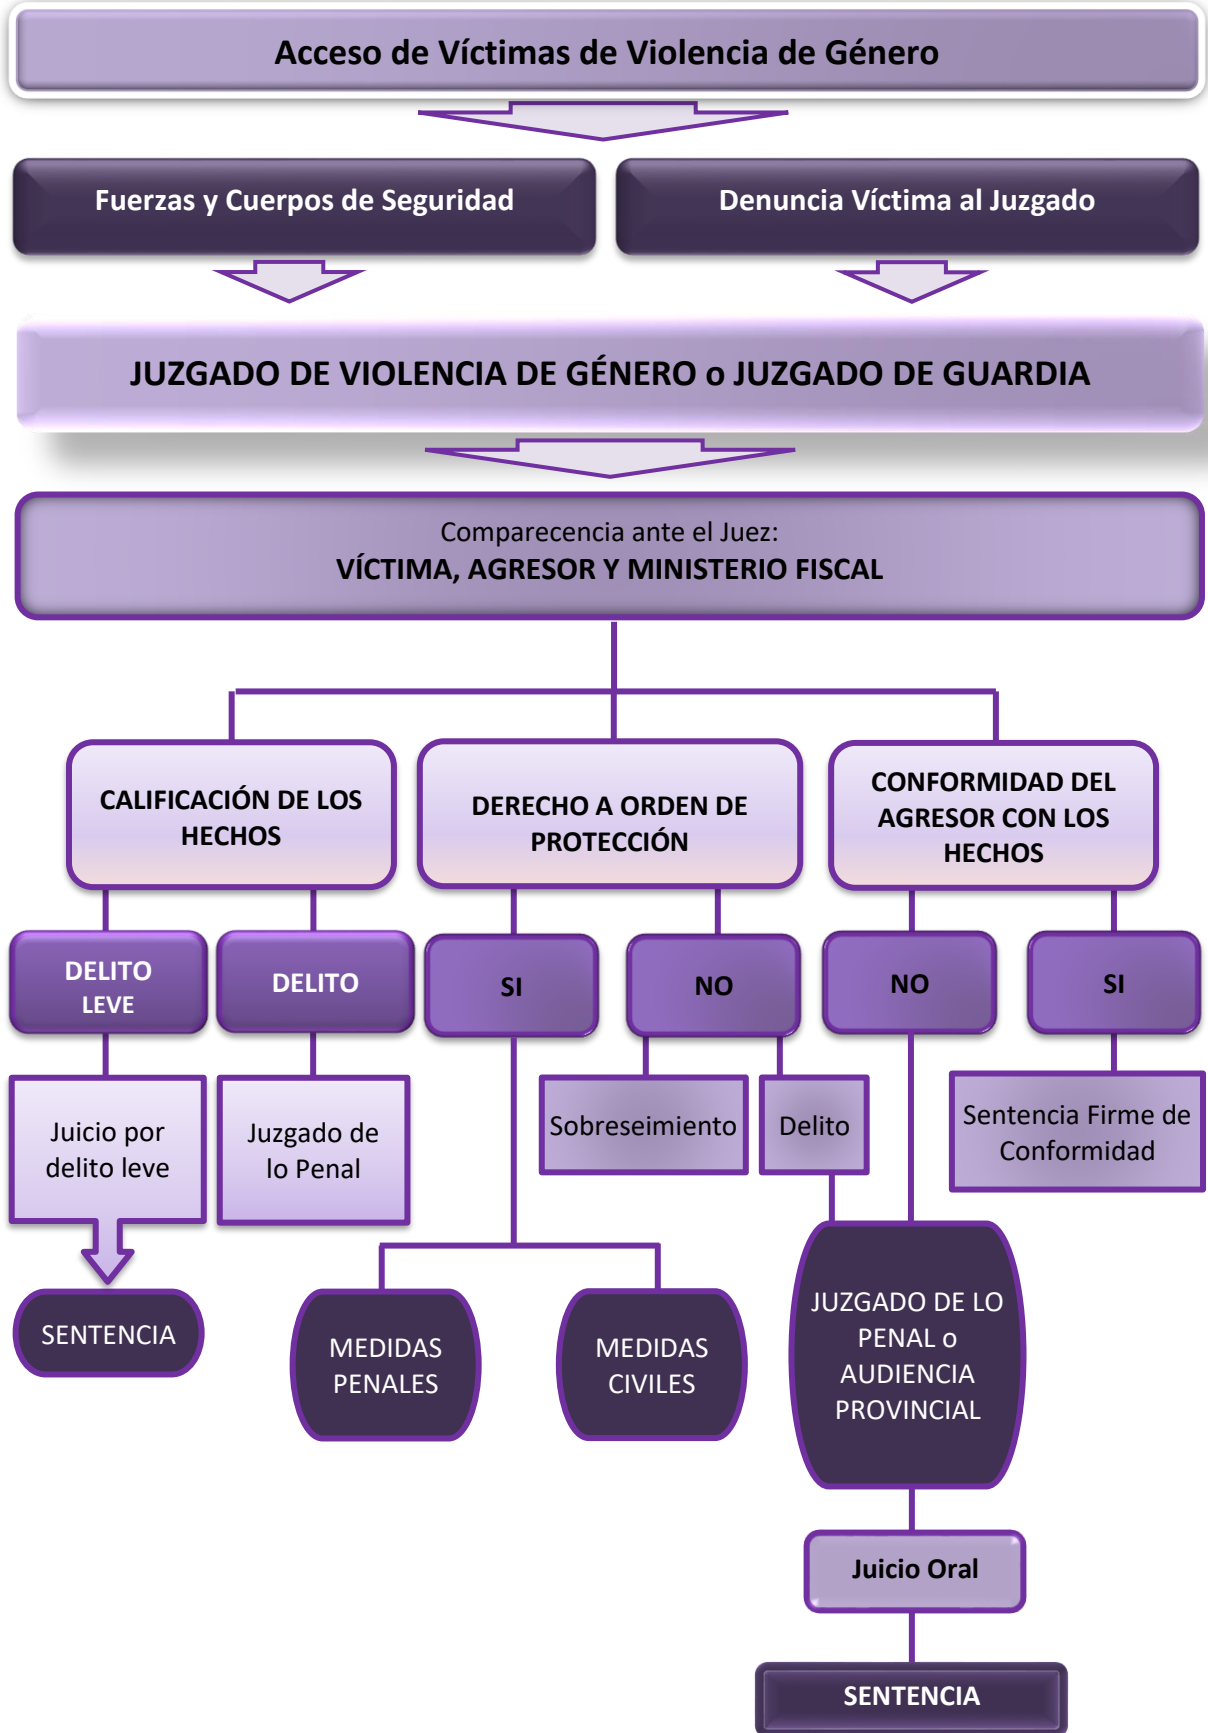 Acceso de Víctimas de Violencia de Género
Fuerzas y Cuerpos de Seguridad
Denuncia Víctima al Juzgado
JUZGADO DE VIOLENCIA DE GÉNERO o JUZGADO DE GUARDIA
Comparecencia ante el Juez:
VÍCTIMA, AGRESOR Y MINISTERIO FISCAL
CALIFICACIÓN DE LOS
HECHOS
DERECHO A ORDEN DE
PROTECCIÓN
CONFORMIDAD DEL
AGRESOR CON LOS
HECHOS
DELITO
LEVE
DELITO
SI
NO
NO
SI
Juicio por
delito leve
Juzgado de
lo Penal
Sobreseimiento
Delito
Sentencia Firme de
Conformidad
SENTENCIA
MEDIDAS
PENALES
MEDIDAS
CIVILES
JUZGADO DE LO
PENAL o
AUDIENCIA
PROVINCIAL
Juicio Oral
SENTENCIA